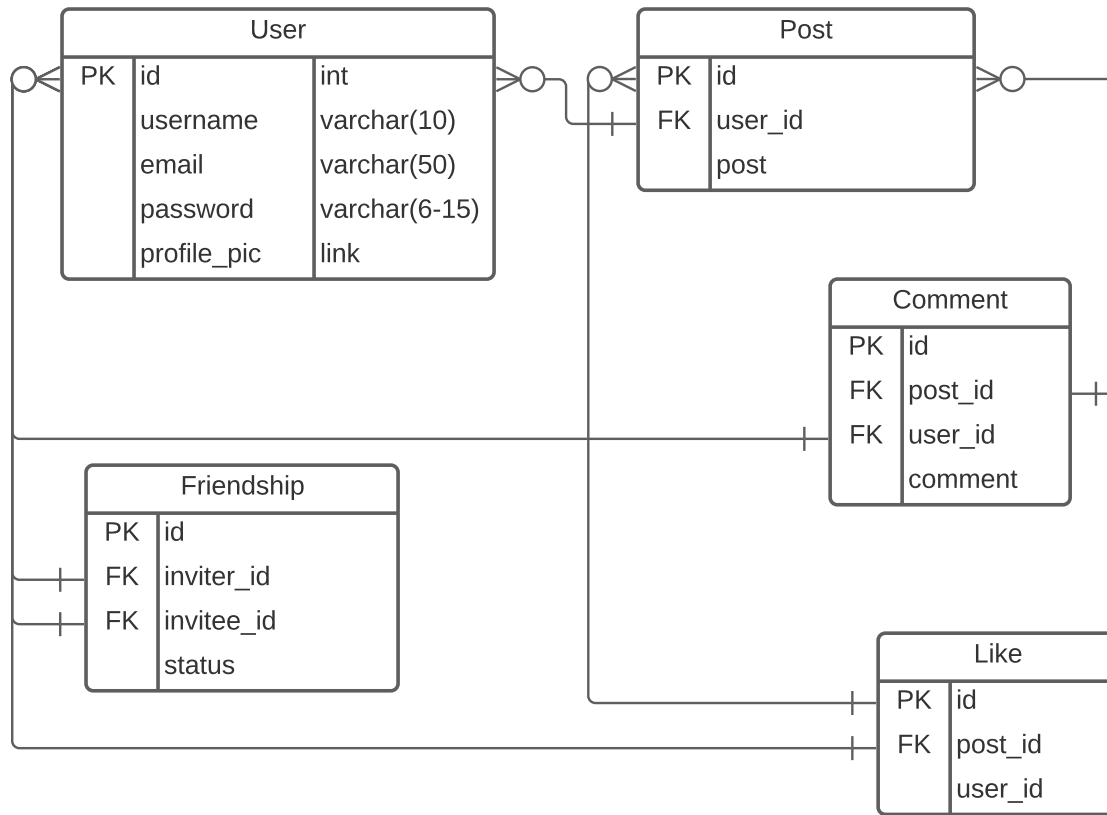 User
PK id int
username varchar(10)
email varchar(50)
password varchar(6-15)
profile_pic link
Post
PK id
FK user_id
post
Comment
PK id
FK post_id
FK user_id
comment
Friendship
PK id
FK inviter_id
FK invitee_id
status
Like
PK id
FK post_id
user_id